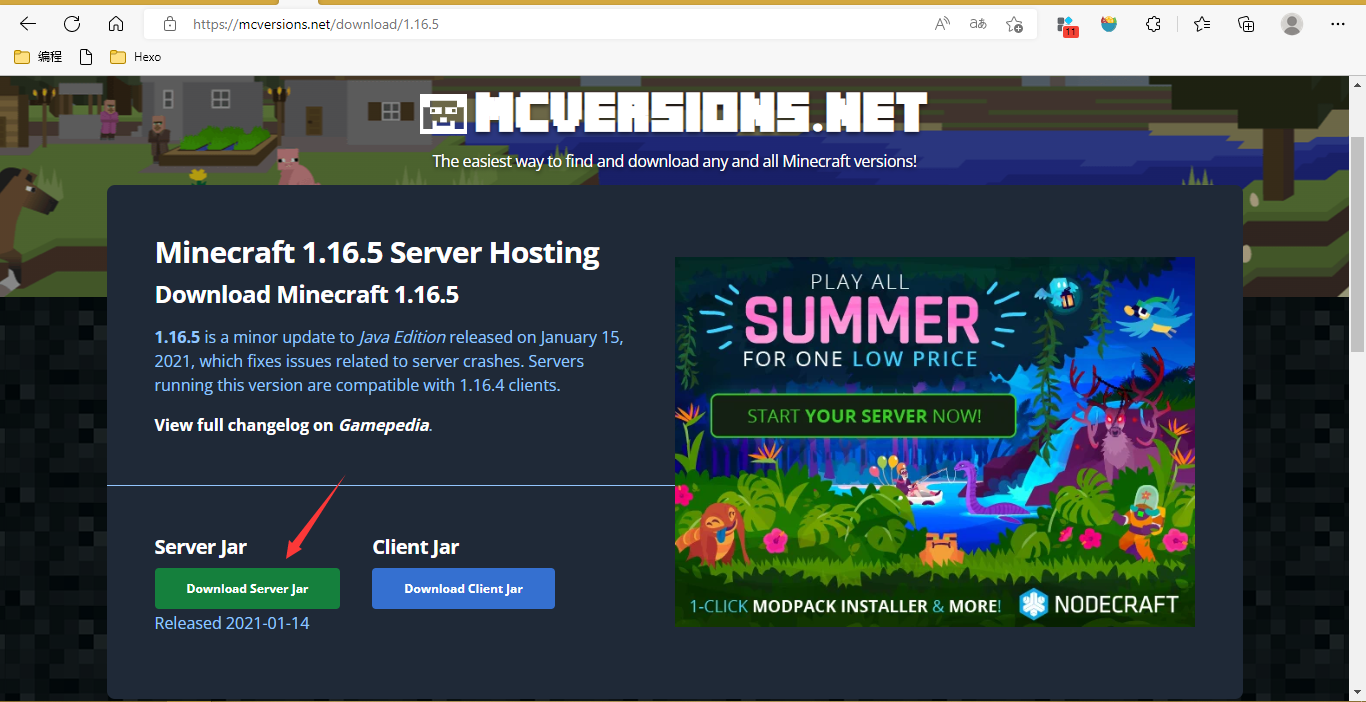 https://mcversions.net/download/1.16.5
11
编程
Hexo
MCVERSIONS.NET
The easiest way to find and download any and all Minecraft versions!
Minecraft 1.16.5 Server Hosting
Download Minecraft 1.16.5
1.16.5 is a minor update to Java Edition released on January 15,
2021, which fixes issues related to server crashes. Servers
running this version are compatible with 1.16.4 clients.
View full changelog on Gamepedia.
Server Jar
Client Jar
Download Server Jar
Download Client Jar
Released 2021-01-14
PLAY ALL
SUMMER
FOR ONE LOW PRICE
START YOUR SERVER NOW!
1-CLICK MODPACK INSTALLER & MORE!
NODECRAFT